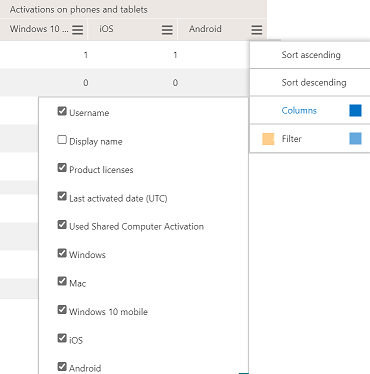 Activations on phones and tablets
Windows 10 ... iOS Android
1 1
Sort ascending
0 0
Sort descending
Columns
Filter
Username
Display name
Product licenses
Last activated date (UTC)
Used Shared Computer Activation
Windows
Mac
Windows 10 mobile
iOS
Android